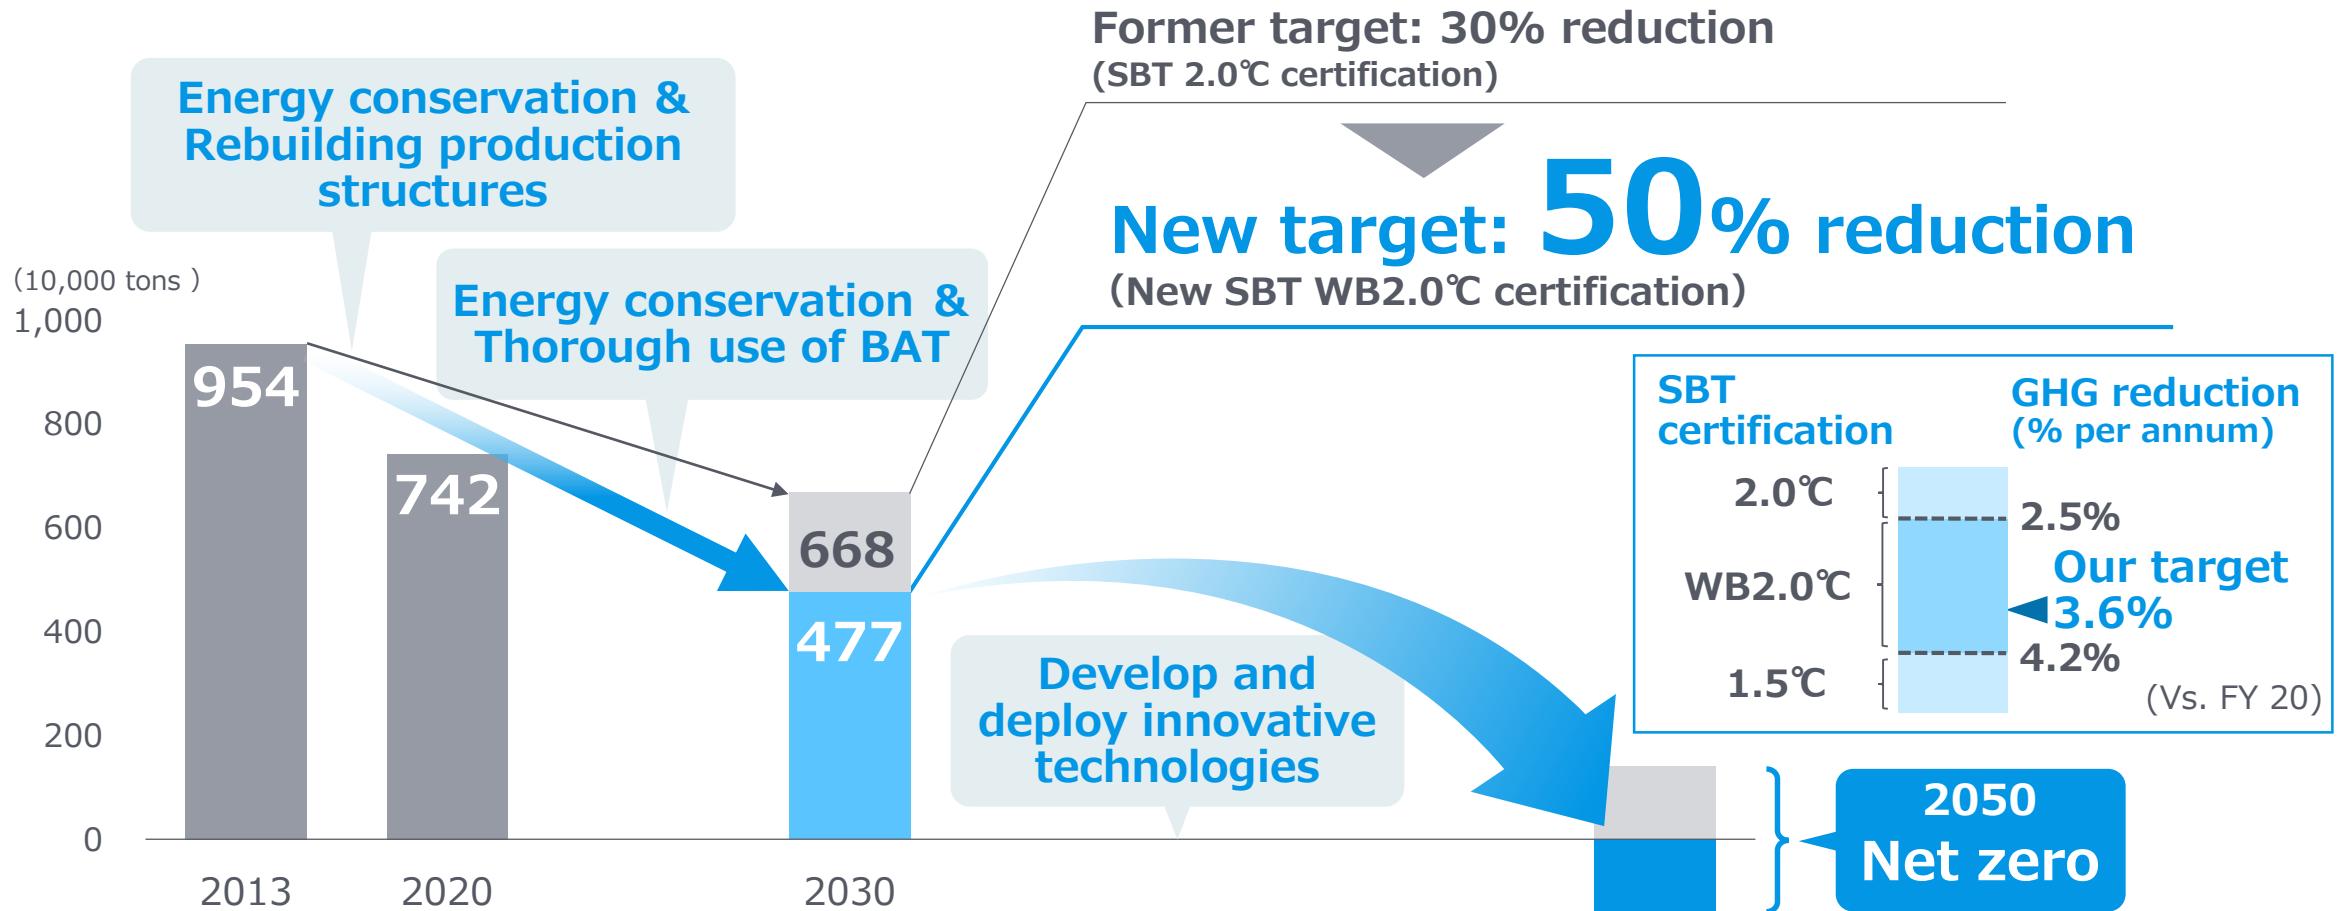 Former target: 30% reduction
(SBT 2.0℃ certification)
New target: 50% reduction
(New SBT WB2.0℃ certification)
Energy conservation &
Rebuilding production
structures
Energy conservation &
Thorough use of BAT
(10,000 tons )
1,000
800
600
400
200
0
954
742
668
477
2013
2020
2030
Develop and
deploy innovative
technologies
SBT
certification
GHG reduction
(% per annum)
2.0℃
2.5%
WB2.0℃
Our target
3.6%
4.2%
1.5℃
(Vs. FY 20)
2050
Net zero